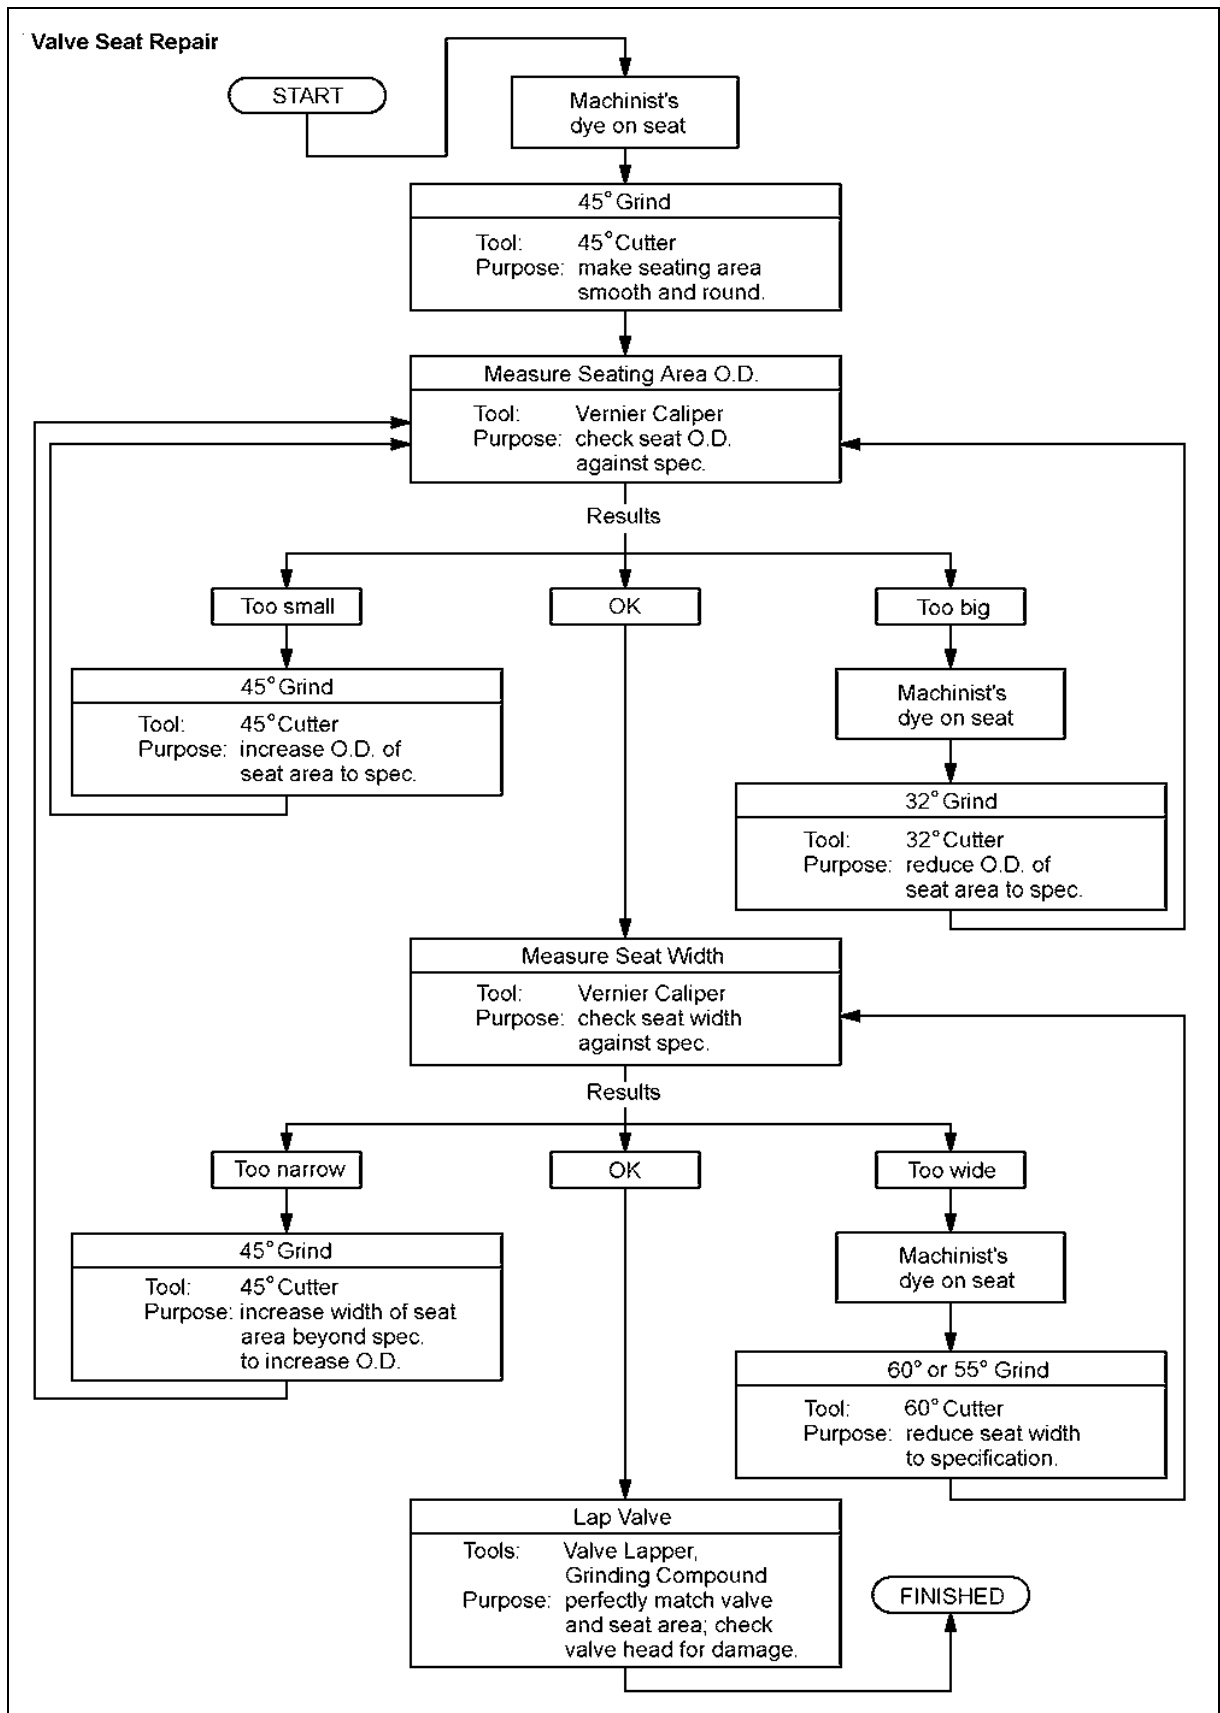 Valve Seat Repair
START
Machinist's
dye on seat
45° Grind
Tool: 45° Cutter
Purpose: make seating area
smooth and round.
Measure Seating Area O.D.
Tool: Vernier Caliper
Purpose: check seat O.D.
against spec.
Results
Too small
OK
Too big
45° Grind
Tool: 45° Cutter
Purpose: increase O.D. of
seat area to spec.
Machinist's
dye on seat
32° Grind
Tool: 32° Cutter
Purpose: reduce O.D. of
seat area to spec.
Measure Seat Width
Tool: Vernier Caliper
Purpose: check seat width
against spec.
Results
Too narrow
OK
Too wide
45° Grind
Tool: 45° Cutter
Purpose: increase width of seat
area beyond spec.
to increase O.D.
Machinist's
dye on seat
60° or 55° Grind
Tool: 60° Cutter
Purpose: reduce seat width
to specification.
Lap Valve
Tools: Valve Lapper,
Grinding Compound
Purpose: perfectly match valve
and seat area; check
valve head for damage.
FINISHED